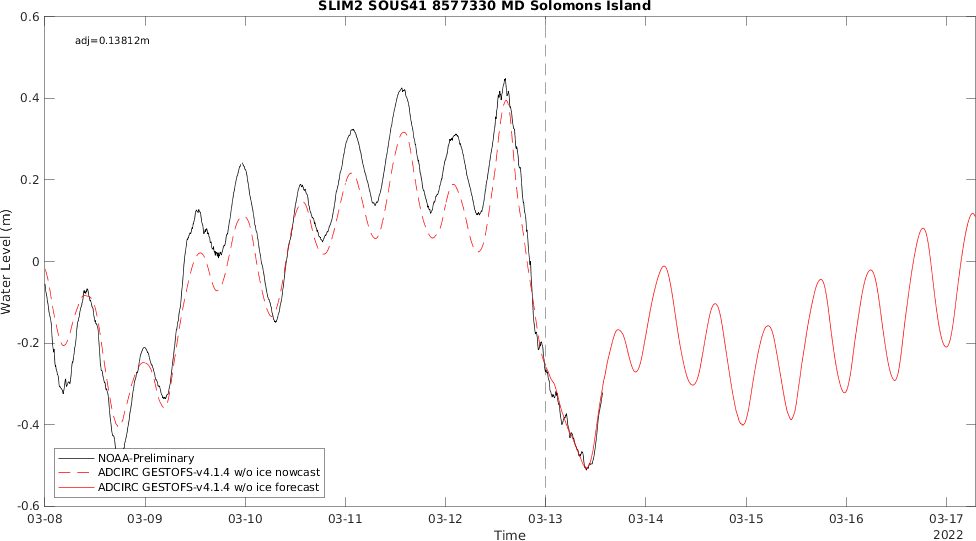 SLIM2 SOUS41 8577330 MD Solomons Island
adj=0.13812m
Water Level (m)
0.6
0.4
0.2
0
-0.2
-0.4
-0.6
NOAA-Preliminary
ADCIRC GESTOFS-v4.1.4 w/o ice nowcast
ADCIRC GESTOFS-v4.1.4 w/o ice forecast
03-08 03-09 03-10 03-11 03-12 03-13 03-14 03-15 03-16 03-17
Time
2022